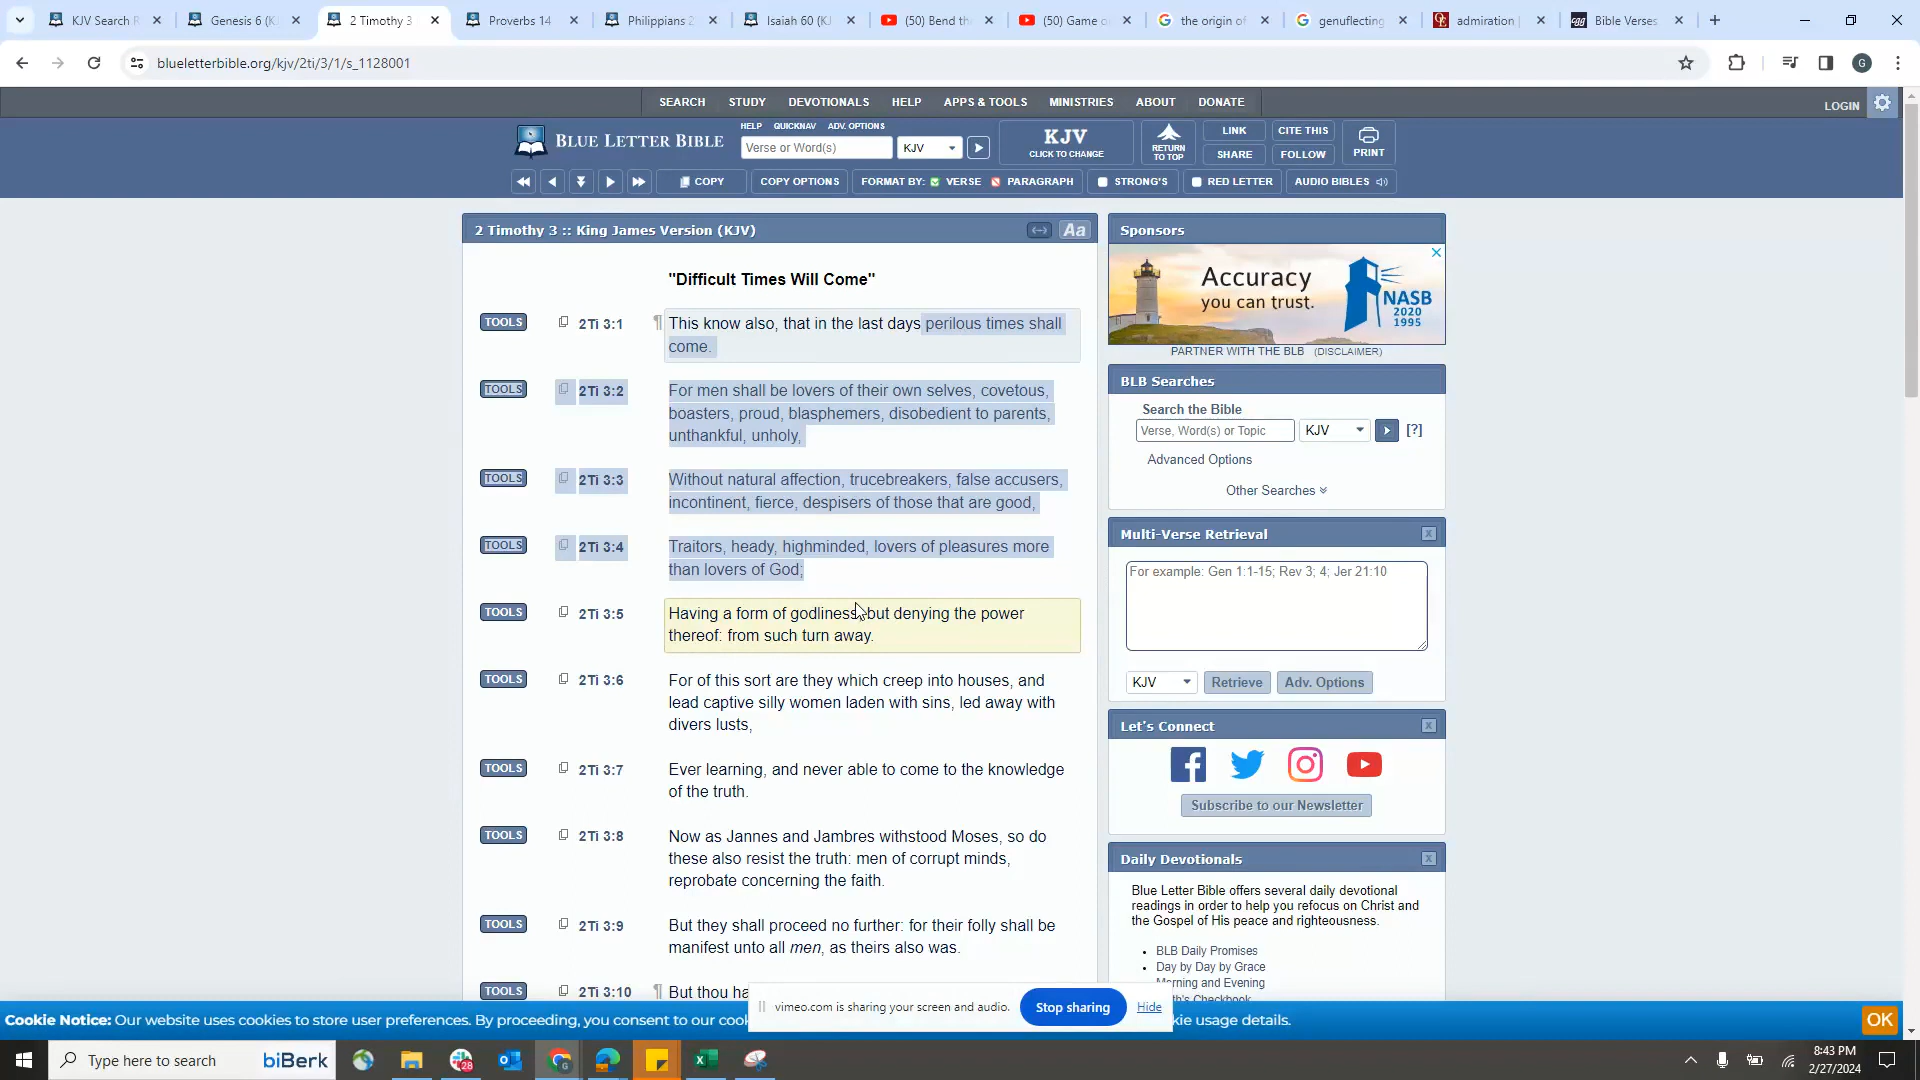 KJV Search R
Genesis 6 (K
2 Timothy 3
Proverbs 14
Philippians 2
Isaiah 60 (KJ
(50) Bend th
(50) Game o
the origin of
genuflecting
admiration
Bible Verses
blueletterbible.org/kjv/2ti/3/1/s_1128001
SEARCH STUDY DEVOTIONALS HELP APPS & TOOLS MINISTRIES ABOUT DONATE
LOGIN
BLUE LETTER BIBLE
HELP QUICKNAV ADV. OPTIONS
Verse or Word(s)
KJV
KJV
CLICK TO CHANGE
RETURN
TO TOP
LINK
CITE THIS
SHARE
FOLLOW
PRINT
COPY
COPY OPTIONS
FORMAT BY: VERSE PARAGRAPH
STRONG'S
RED LETTER
AUDIO BIBLES
2 Timothy 3 :: King James Version (KJV)
Aa
"Difficult Times Will Come"
TOOLS 2Ti 3:1 ¶ This know also, that in the last days perilous times shall
come.
TOOLS 2Ti 3:2 For men shall be lovers of their own selves, covetous,
boasters, proud, blasphemers, disobedient to parents,
unthankful, unholy,
TOOLS 2Ti 3:3 Without natural affection, trucebreakers, false accusers,
incontinent, fierce, despisers of those that are good,
TOOLS 2Ti 3:4 Traitors, heady, highminded, lovers of pleasures more
than lovers of God;
TOOLS 2Ti 3:5 Having a form of godliness, but denying the power
thereof: from such turn away.
TOOLS 2Ti 3:6 For of this sort are they which creep into houses, and
lead captive silly women laden with sins, led away with
divers lusts,
TOOLS 2Ti 3:7 Ever learning, and never able to come to the knowledge
of the truth.
TOOLS 2Ti 3:8 Now as Jannes and Jambres withstood Moses, so do
these also resist the truth: men of corrupt minds,
reprobate concerning the faith.
TOOLS 2Ti 3:9 But they shall proceed no further: for their folly shall be
manifest unto all men, as theirs also was.
TOOLS 2Ti 3:10 ¶ But thou ha
Sponsors
Accuracy
you can trust.
NASB
2020
1995
PARTNER WITH THE BLB (DISCLAIMER)
BLB Searches
Search the Bible
Verse, Word(s) or Topic
KJV
[?]
Advanced Options
Other Searches
Multi-Verse Retrieval
For example: Gen 1:1-15; Rev 3; 4; Jer 21:10
KJV
Retrieve
Adv. Options
Let's Connect
Subscribe to our Newsletter
Daily Devotionals
Blue Letter Bible offers several daily devotional
readings in order to help you refocus on Christ and
the Gospel of His peace and righteousness.
BLB Daily Promises
Day by Day by Grace
Morning and Evening
th's Checkbook
vimeo.com is sharing your screen and audio.
Stop sharing
Hide
Cookie Notice: Our website uses cookies to store user preferences. By proceeding, you consent to our cook
kie usage details.
OK
Type here to search
biBerk
28
8:43 PM
2/27/2024